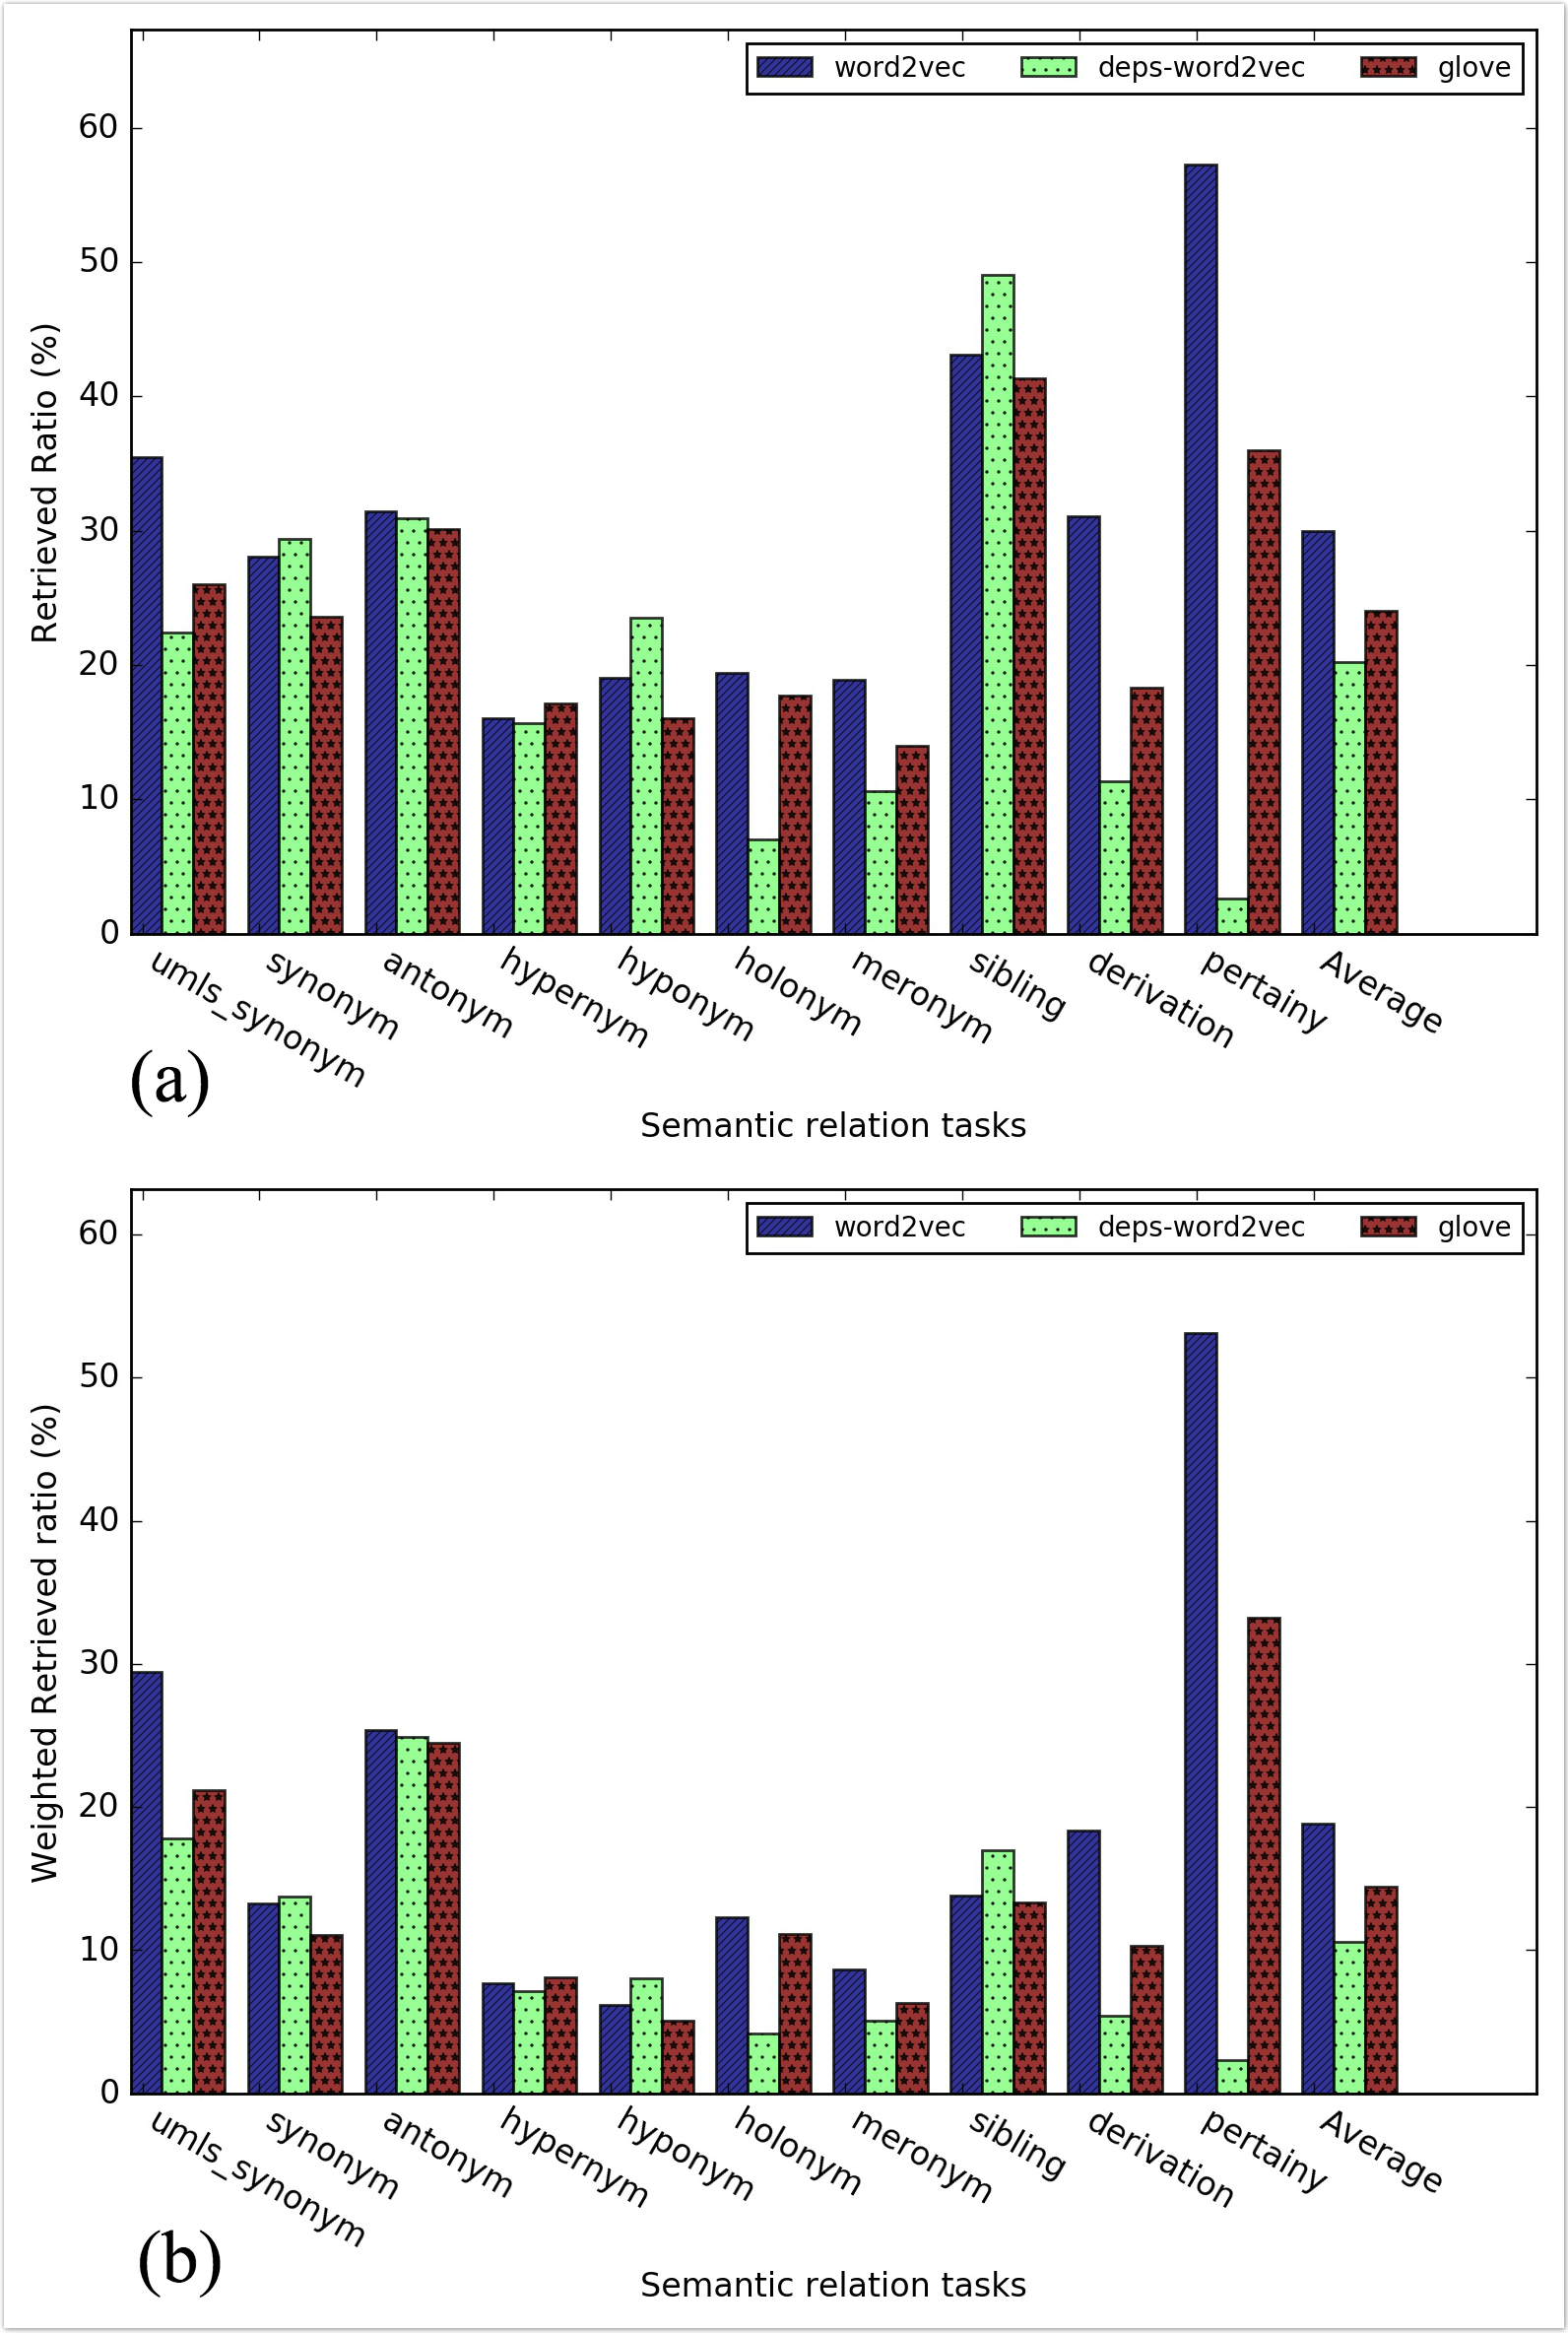 word2vec deps-word2vec glove
60
50
40
30
20
10
0
Retrieved Ratio (%)
umls_synonym
synonym
antonym
hypernym
hyponym
holonym
meronym
sibling
derivation
pertainy
Average
(a)
Semantic relation tasks
word2vec deps-word2vec glove
60
50
40
30
20
10
0
Weighted Retrieved ratio (%)
umls_synonym
synonym
antonym
hypernym
hyponym
holonym
meronym
sibling
derivation
pertainy
Average
(b)
Semantic relation tasks